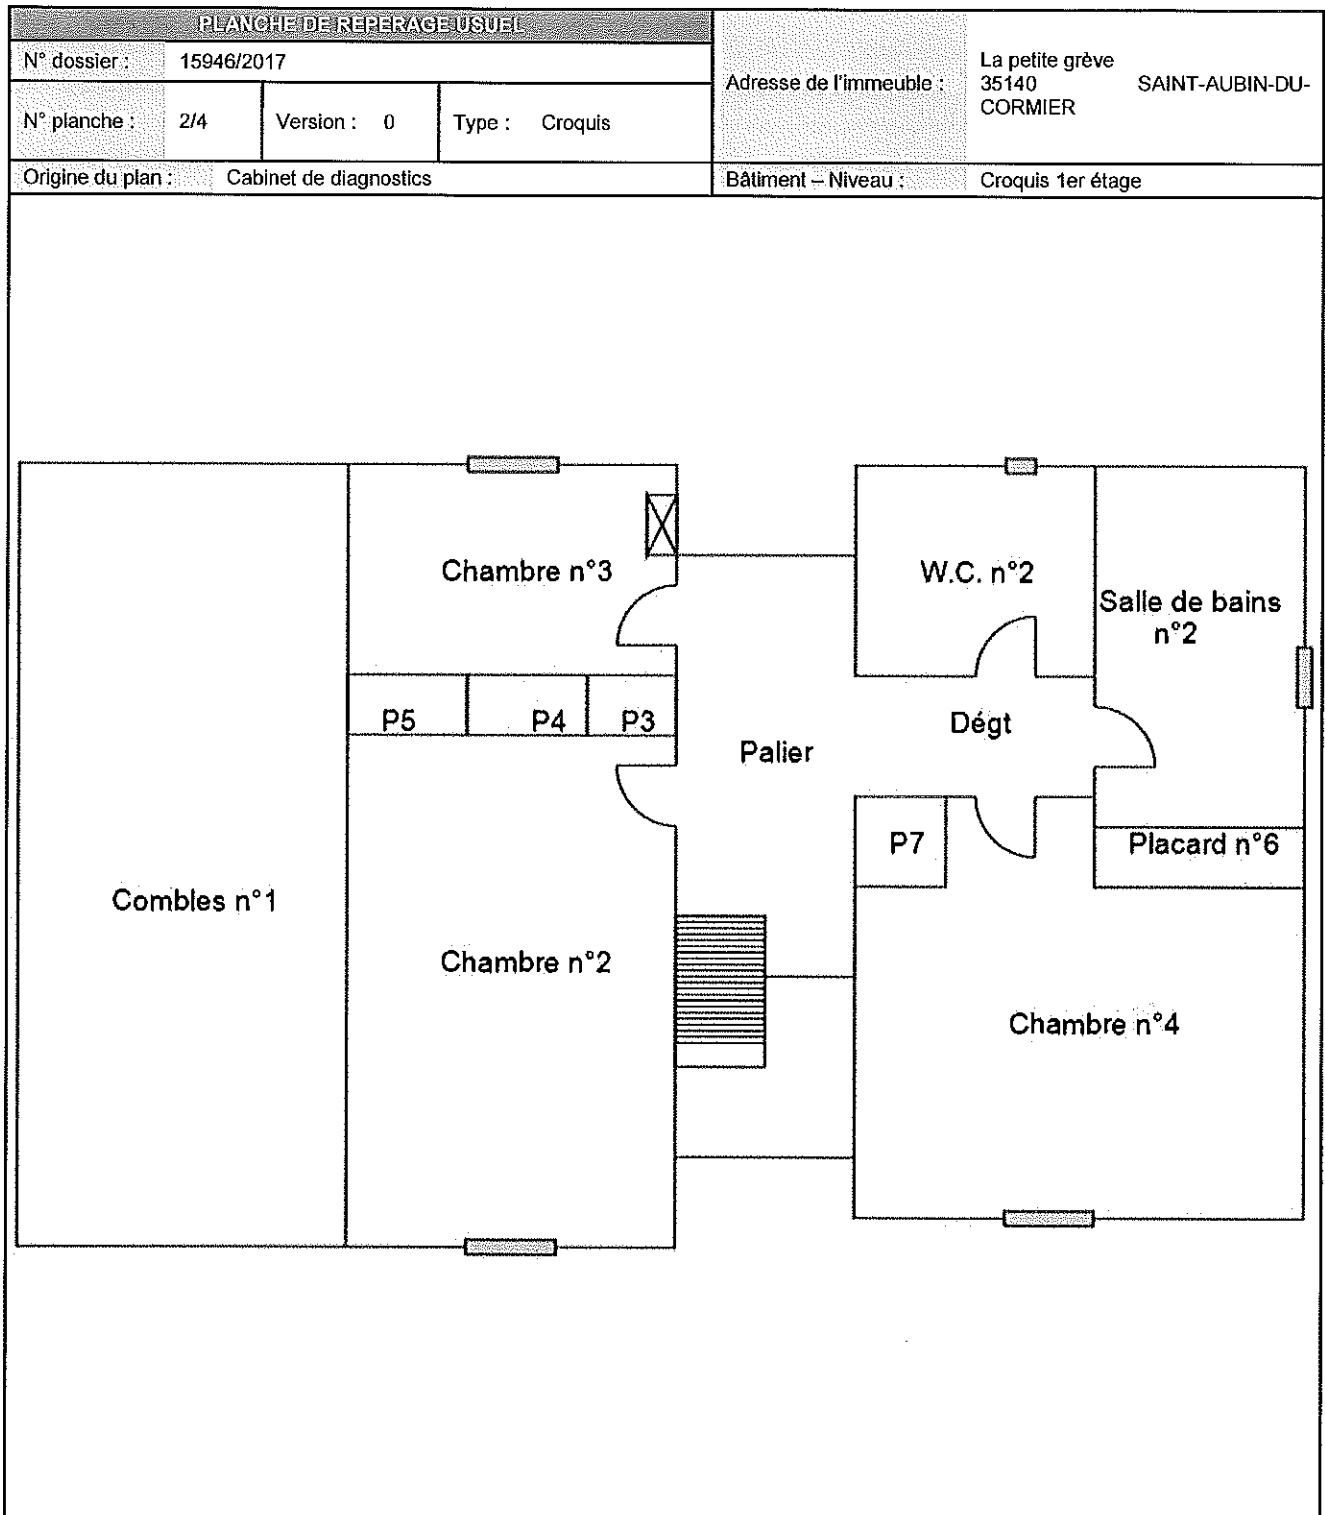 PLANCHE DE REPERAGE USUEL
N° dossier : 15946/2017
N° planche : 2/4 Version : 0 Type : Croquis
Origine du plan : Cabinet de diagnostics
Adresse de l'immeuble : La petite grève
35140 SAINT-AUBIN-DU-
CORMIER
Bâtiment – Niveau : Croquis 1er étage
Chambre n°3
W.C. n°2
Salle de bains
n°2
P5
P4
P3
Palier
Dégt
P7
Placard n°6
Combles n°1
Chambre n°2
Chambre n°4